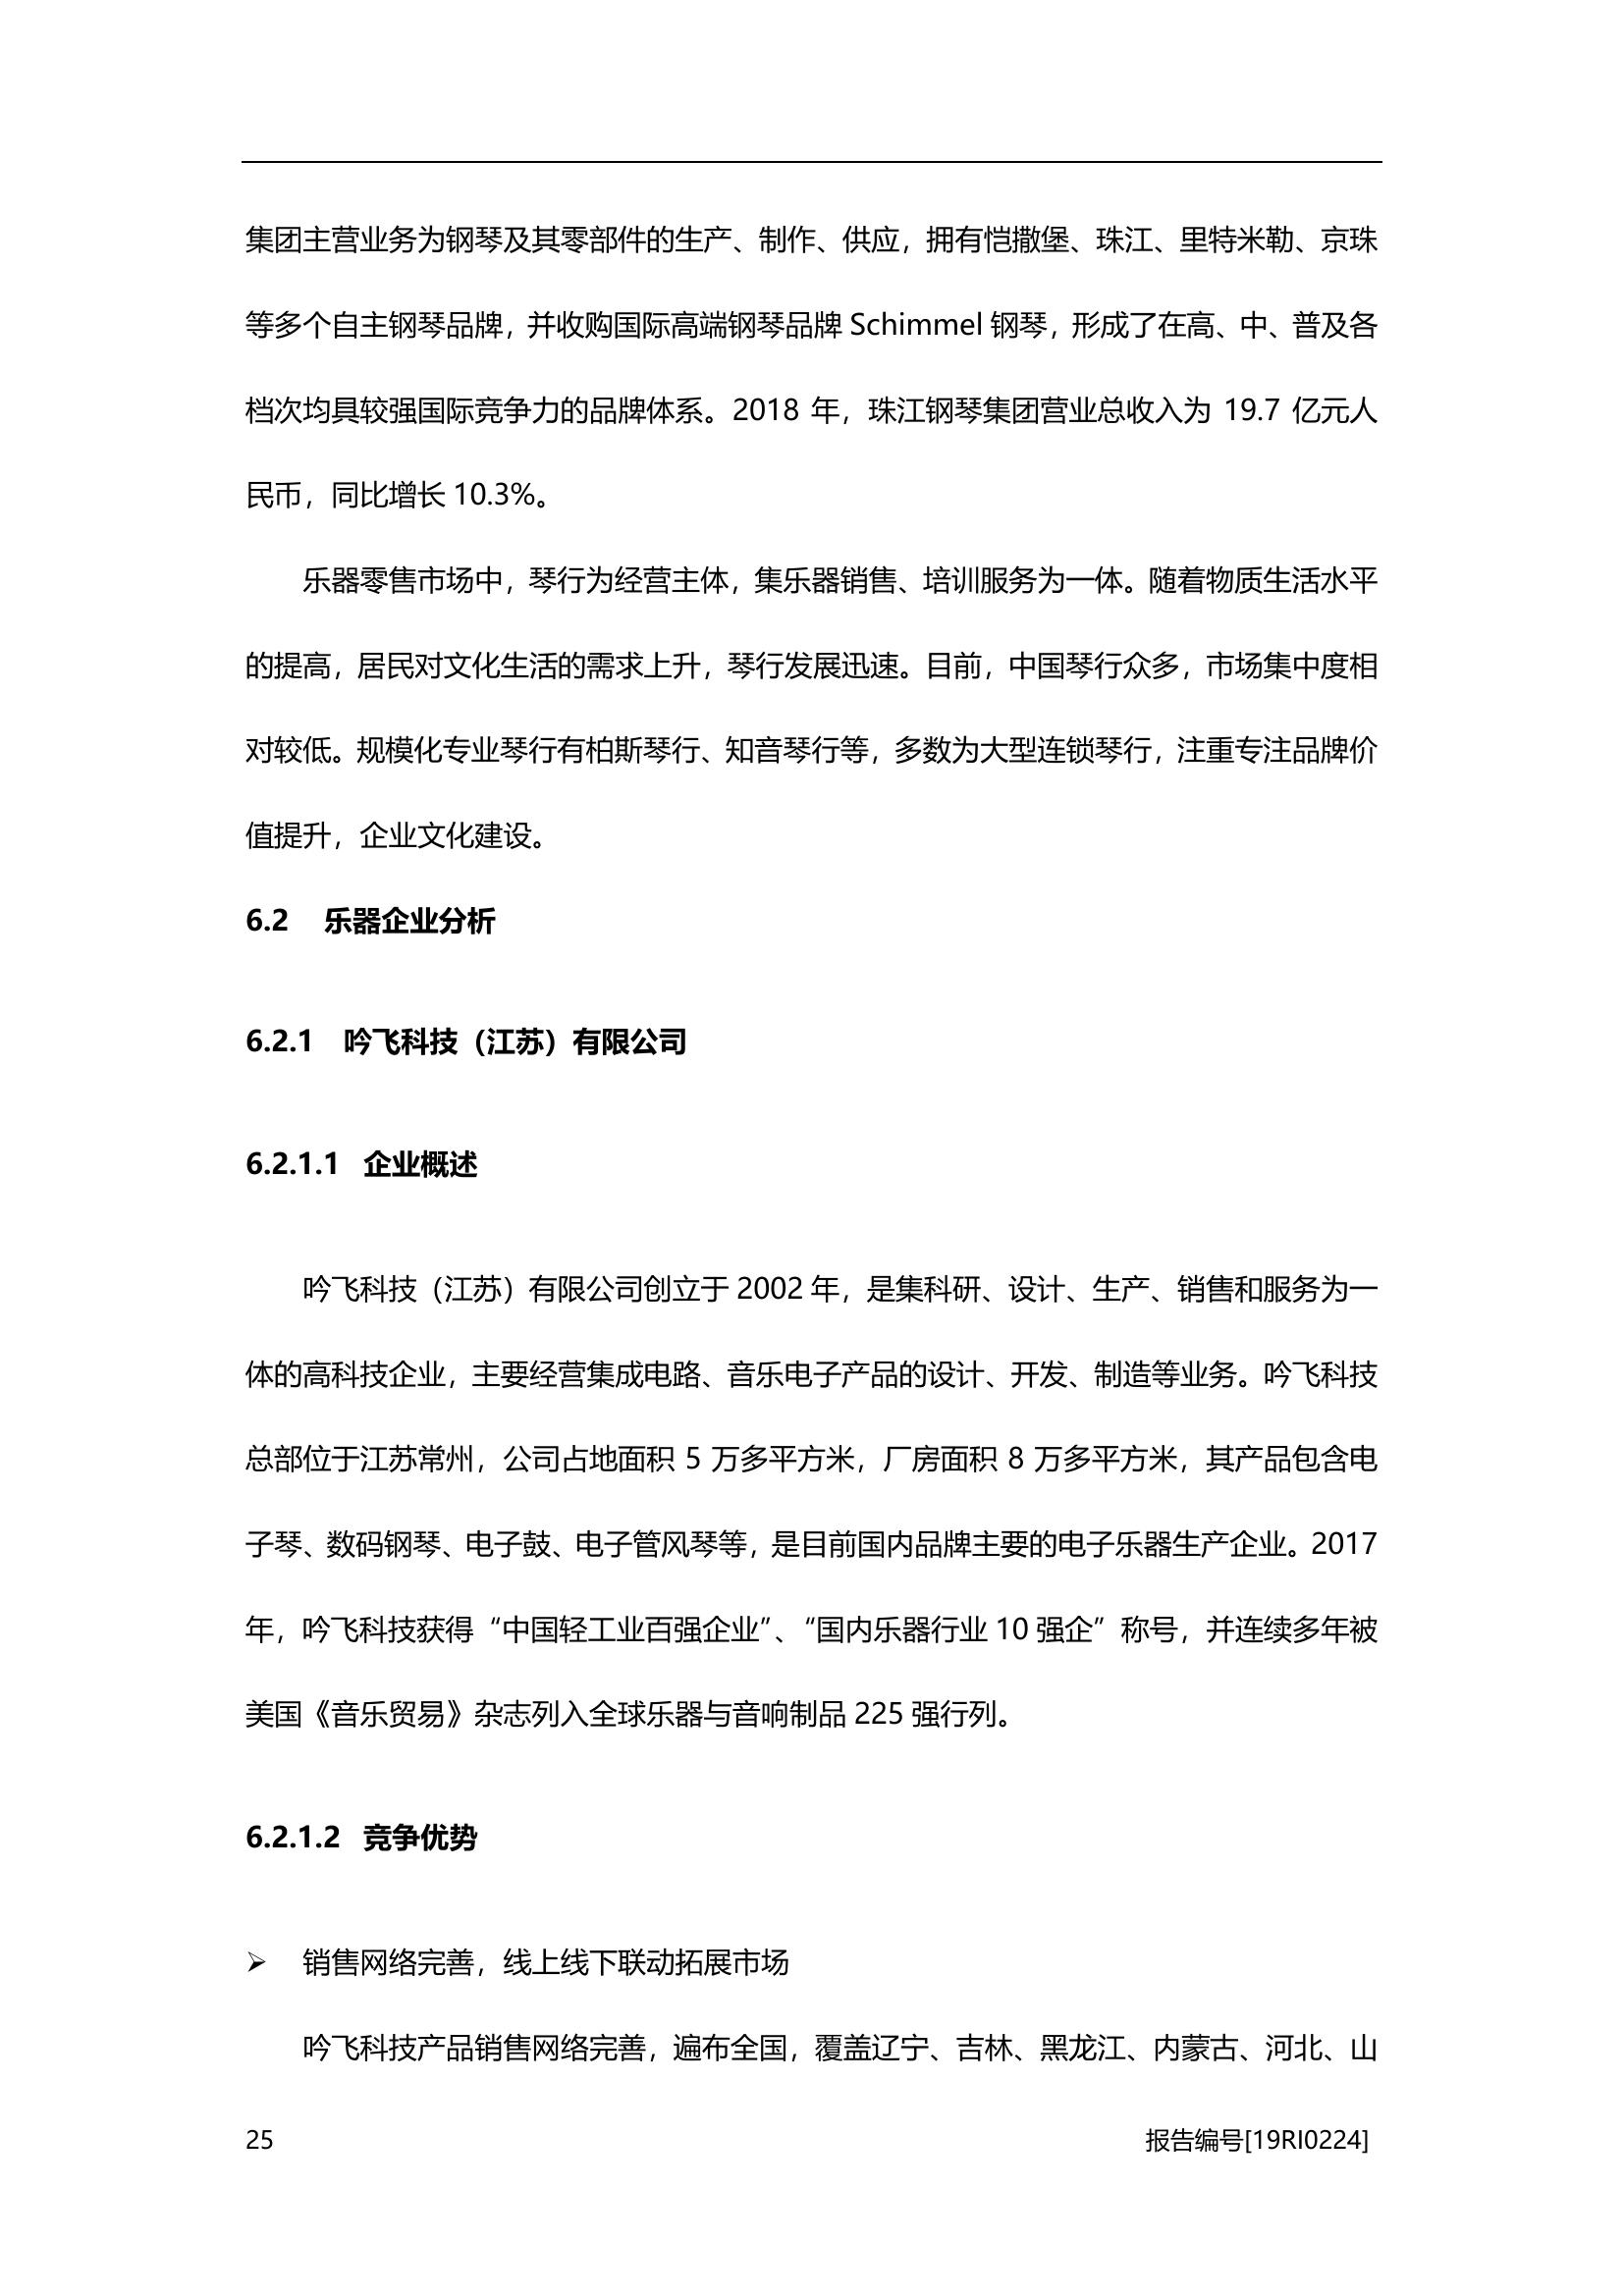 集团主营业务为钢琴及其零部件的生产、制作、供应，拥有恺撒堡、珠江、里特米勒、京珠
等多个自主钢琴品牌，并收购国际高端钢琴品牌 Schimmel 钢琴，形成了在高、中、普及各
档次均具较强国际竞争力的品牌体系。2018 年，珠江钢琴集团营业总收入为 19.7 亿元人
民币，同比增长 10.3%。
乐器零售市场中，琴行为经营主体，集乐器销售、培训服务为一体。随着物质生活水平
的提高，居民对文化生活的需求上升，琴行发展迅速。目前，中国琴行众多，市场集中度相
对较低。规模化专业琴行有柏斯琴行、知音琴行等，多数为大型连锁琴行，注重专注品牌价
值提升，企业文化建设。
6.2 乐器企业分析
6.2.1 吟飞科技（江苏）有限公司
6.2.1.1 企业概述
吟飞科技（江苏）有限公司创立于 2002 年，是集科研、设计、生产、销售和服务为一
体的高科技企业，主要经营集成电路、音乐电子产品的设计、开发、制造等业务。吟飞科技
总部位于江苏常州，公司占地面积 5 万多平方米，厂房面积 8 万多平方米，其产品包含电
子琴、数码钢琴、电子鼓、电子管风琴等，是目前国内品牌主要的电子乐器生产企业。2017
年，吟飞科技获得“中国轻工业百强企业”、“国内乐器行业 10 强企”称号，并连续多年被
美国《音乐贸易》杂志列入全球乐器与音响制品 225 强行列。
6.2.1.2 竞争优势
➢ 销售网络完善，线上线下联动拓展市场
吟飞科技产品销售网络完善，遍布全国，覆盖辽宁、吉林、黑龙江、内蒙古、河北、山
25 报告编号[19RI0224]